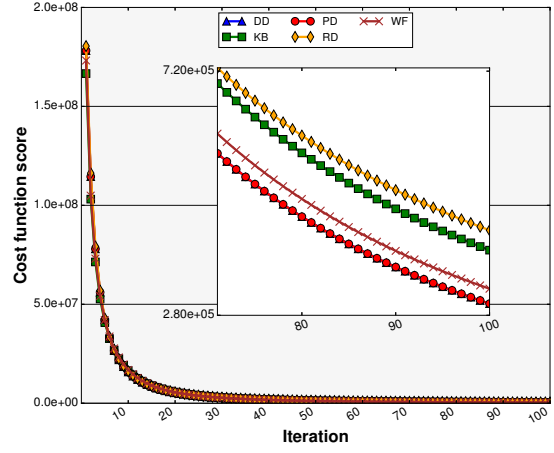 2.0e+08
1.5e+08
1.0e+08
5.0e+07
0.0e+00
Cost function score
DD PD WF
KB RD
7.20e+05
2.80e+05
80 90 100
10 20 30 40 50 60 70 80 90 100
Iteration